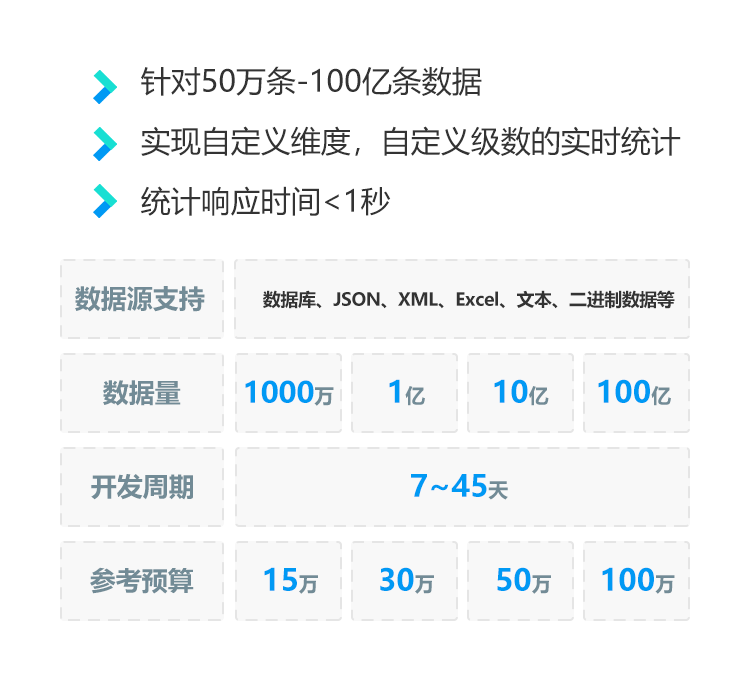 针对50万条-100亿条数据
实现自定义维度，自定义级数的实时统计
统计响应时间<1秒
数据源支持 数据库、JSON、XML、Excel、文本、二进制数据等
数据量 1000万 1亿 10亿 100亿
开发周期 7~45天
参考预算 15万 30万 50万 100万